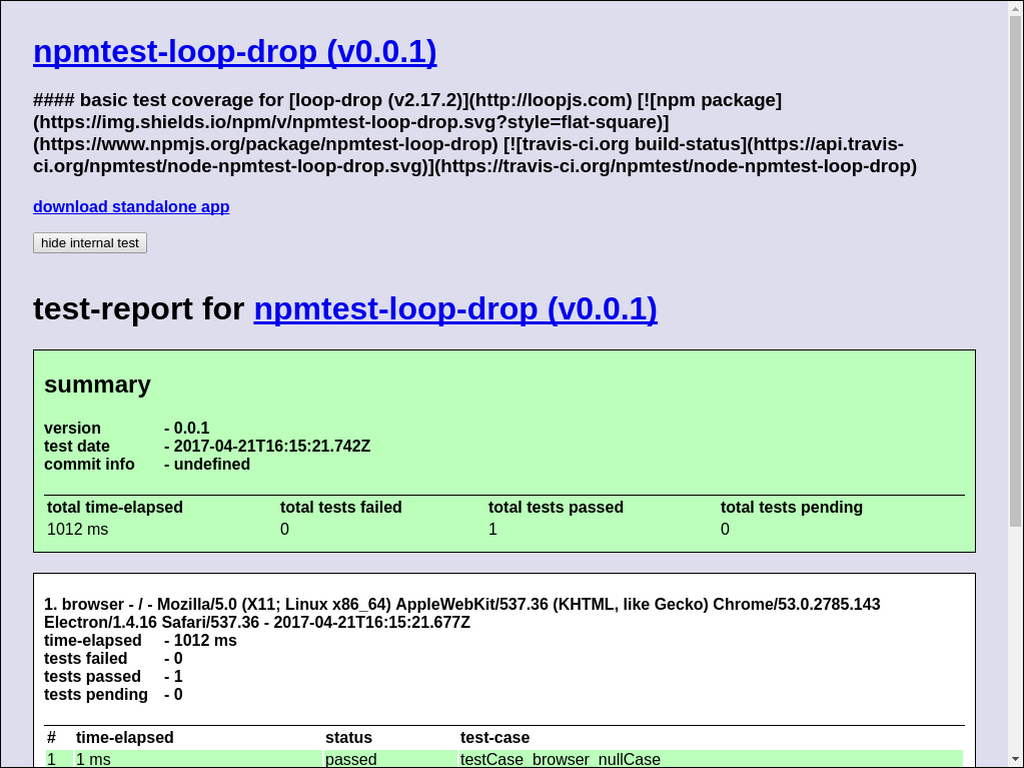 npmtest-loop-drop (v0.0.1)
#### basic test coverage for [loop-drop (v2.17.2)](http://loopjs.com) [![npm package]
(https://img.shields.io/npm/v/npmtest-loop-drop.svg?style=flat-square)]
(https://www.npmjs.org/package/npmtest-loop-drop) [![travis-ci.org build-status](https://api.travis-
ci.org/npmtest/node-npmtest-loop-drop.svg)](https://travis-ci.org/npmtest/node-npmtest-loop-drop)
download standalone app
hide internal test
test-report for npmtest-loop-drop (v0.0.1)
summary
version - 0.0.1
test date - 2017-04-21T16:15:21.742Z
commit info - undefined
total time-elapsed total tests failed total tests passed total tests pending
1012 ms 0 1 0
1. browser - / - Mozilla/5.0 (X11; Linux x86_64) AppleWebKit/537.36 (KHTML, like Gecko) Chrome/53.0.2785.143
Electron/1.4.16 Safari/537.36 - 2017-04-21T16:15:21.677Z
time-elapsed - 1012 ms
tests failed - 0
tests passed - 1
tests pending - 0
# time-elapsed status test-case
1 1 ms passed testCase_browser_nullCase